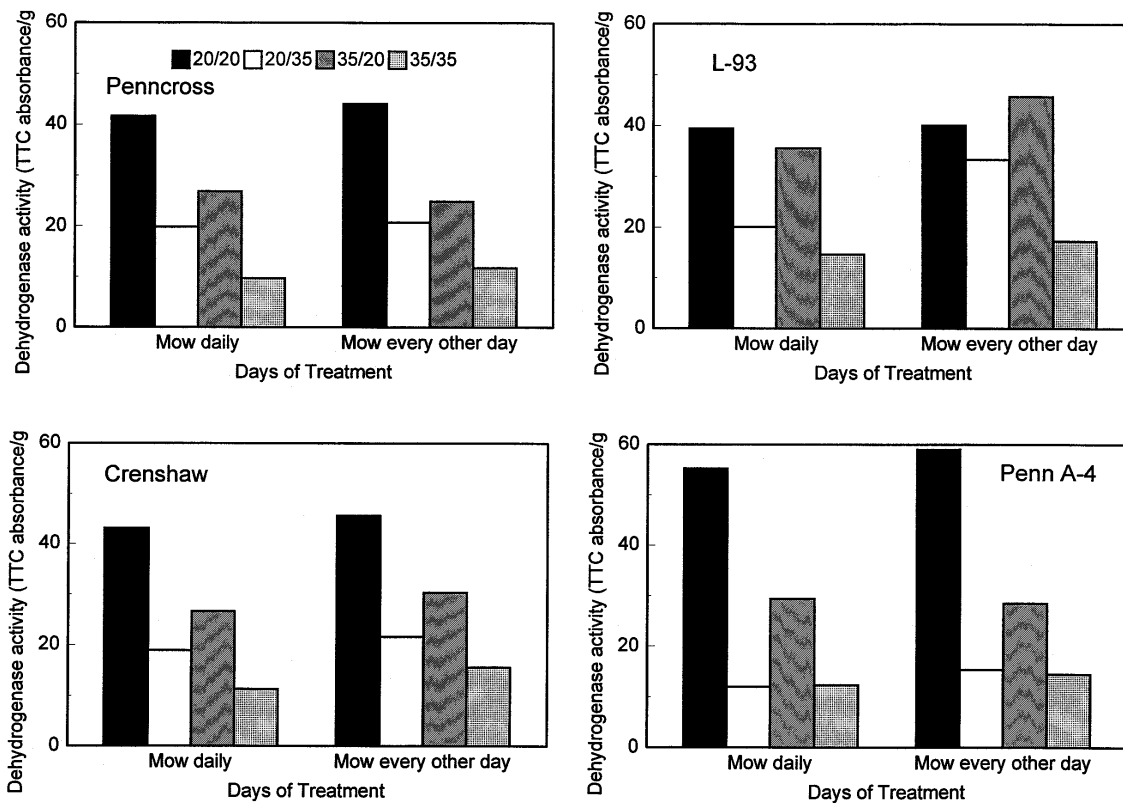 Dehydrogenase activity (TTC absorbance/g
60
40
20
0
20/20 20/35 35/20 35/35
Penncross
Mow daily Mow every other day
Days of Treatment
Dehydrogenase activity (TTC absorbance/g
60
40
20
0
L-93
Mow daily Mow every other day
Days of Treatment
Dehydrogenase activity (TTC absorbance/g
60
40
20
0
Crenshaw
Mow daily Mow every other day
Days of Treatment
Dehydrogenase activity (TTC absorbance/g
60
40
20
0
Penn A-4
Mow daily Mow every other day
Days of Treatment